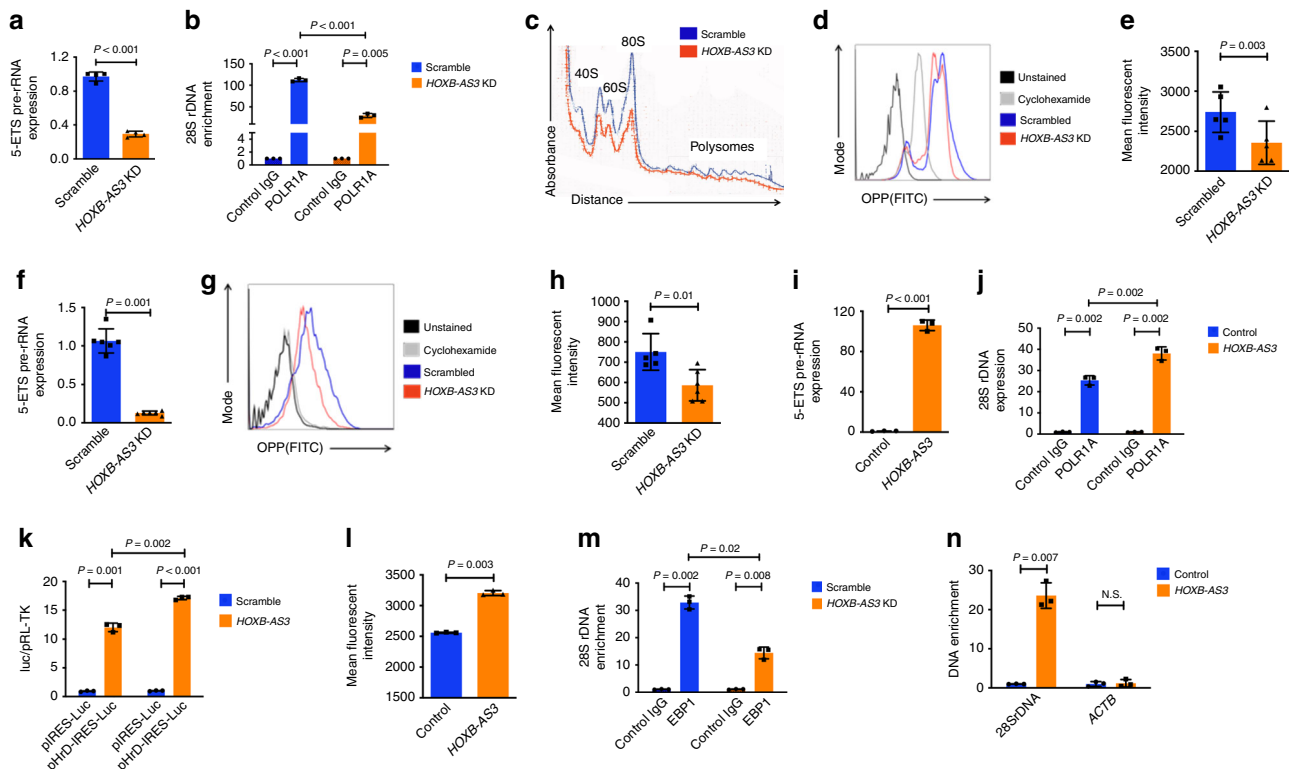 a
P < 0.001
1.2
0.8
0.4
0.0
5-ETS pre-rRNA
expression
Scramble
HOXB-AS3 KD
b
P < 0.001
P < 0.001
P = 0.005
150
125
100
75
50
25
4
2
0
28S rDNA
enrichment
Control IgG
POLR1A
Control IgG
POLR1A
Scramble
HOXB-AS3 KD
c
Absorbance
Distance
40S
60S
80S
Polysomes
Scramble
HOXB-AS3 KD
d
Mode
OPP(FITC)
Unstained
Cyclohexamide
Scrambled
HOXB-AS3 KD
e
P = 0.003
3500
3000
2500
2000
Mean fluorescent
intensity
Scrambled
HOXB-AS3 KD
f
P = 0.001
1.5
1.0
0.5
0.0
5-ETS pre-rRNA
expression
Scramble
HOXB-AS3 KD
g
Mode
OPP(FITC)
Unstained
Cyclohexamide
Scrambled
HOXB-AS3 KD
h
P = 0.01
1000
900
800
700
600
500
400
Mean fluorescent
intensity
Scramble
HOXB-AS3 KD
i
P < 0.001
120
80
40
0
5-ETS pre-rRNA
expression
Control
HOXB-AS3
j
P = 0.002
P = 0.002
P = 0.002
50
40
30
20
10
0
28S rDNA
expression
Control IgG
POLR1A
Control IgG
POLR1A
Control
HOXB-AS3
k
P = 0.002
P = 0.001
P < 0.001
20
15
10
5
0
luc/pRL-TK
pIRES-Luc
pHrD-IRES-Luc
pIRES-Luc
pHrD-IRES-Luc
Scramble
HOXB-AS3
l
P = 0.003
3500
3000
2500
2000
1500
Mean fluorescent
intensity
Control
HOXB-AS3
m
P = 0.02
P = 0.002
P = 0.008
40
30
20
10
0
28S rDNA
enrichment
Control IgG
EBP1
Control IgG
EBP1
Scramble
HOXB-AS3 KD
n
P = 0.007
N.S.
30
20
10
0
DNA enrichment
28SrDNA
ACTB
Control
HOXB-AS3